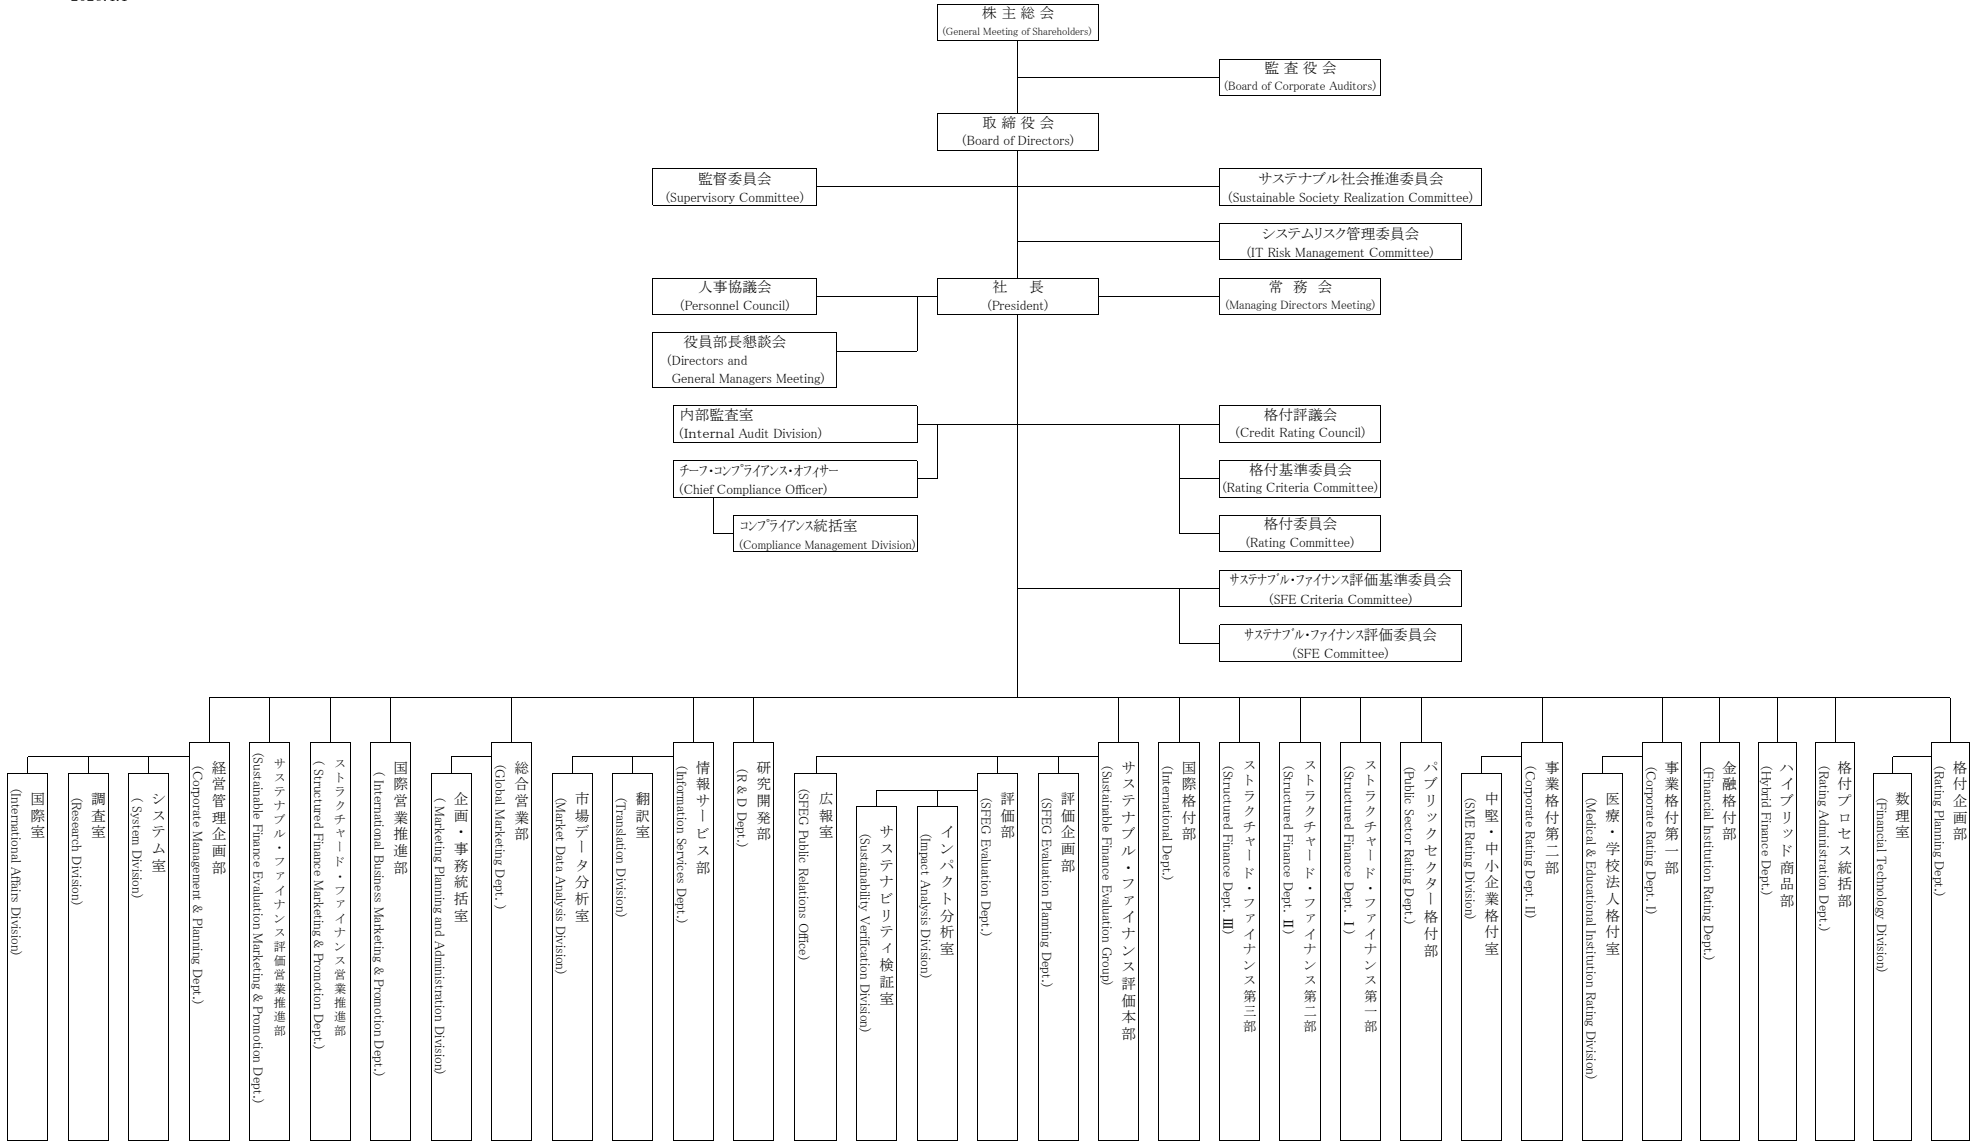 株 主 総 会
(General Meeting of Shareholders)
監 査 役 会
(Board of Corporate Auditors)
取 締 役 会
(Board of Directors)
監督委員会
(Supervisory Committee)
サステナブル社会推進委員会
(Sustainable Society Realization Committee)
システムリスク管理委員会
(IT Risk Management Committee)
人事協議会
(Personnel Council)
社 長
(President)
常 務 会
(Managing Directors Meeting)
役員部長懇談会
(Directors and
General Managers Meeting)
内部監査室
(Internal Audit Division)
格付評議会
(Credit Rating Council)
チーフ・コンプライアンス・オフィサー
(Chief Compliance Officer)
格付基準委員会
(Rating Criteria Committee)
コンプライアンス統括室
(Compliance Management Division)
格付委員会
(Rating Committee)
サステナブル・ファイナンス評価基準委員会
(SFE Criteria Committee)
サステナブル・ファイナンス評価委員会
(SFE Committee)
国際室
(International Affairs Division)
調査室
(Research Division)
システム室
( System Division)
経営管理企画部
(Corporate Management & Planning Dept.)
サステナブル・ファイナンス評価営業推進部
(Sustainable Finance Evaluation Marketing & Promotion Dept.)
ストラクチャード・ファイナンス営業推進部
( Structured Finance Marketing & Promotion Dept.)
国際営業推進部
( International Business Marketing & Promotion Dept.)
企画・事務統括室
( Marketing Planning and Administration Division)
総合営業部
(Global Marketing Dept. )
市場データ分析室
(Market Data Analysis Division)
翻訳室
(Translation Division)
情報サービス部
(Information Services Dept.)
研究開発部
(R & D Dept.)
広報室
(SFEG Public Relations Office)
サステナビリティ検証室
(Sustainability Verification Division)
インパクト分析室
(Impact Analysis Division)
評価部
(SFEG Evaluation Dept.)
評価企画部
(SFEG Evaluation Planning Dept.)
サステナブル・ファイナンス評価本部
(Sustainable Finance Evaluation Group)
国際格付部
(International Dept.)
ストラクチャード・ファイナンス第三部
(Structured Finance Dept. Ⅲ)
ストラクチャード・ファイナンス第二部
(Structured Finance Dept. Ⅱ)
ストラクチャード・ファイナンス第一部
(Structured Finance Dept. Ⅰ)
パブリックセクター格付部
(Public Sector Rating Dept.)
中堅・中小企業格付室
(SME Rating Division)
事業格付第二部
(Corporate Rating Dept. II)
医療・学校法人格付室
(Medical & Educational Institution Rating Division)
事業格付第一部
(Corporate Rating Dept. I)
金融格付部
(Financial Institution Rating Dept.)
ハイブリッド商品部
(Hybrid Finance Dept.)
格付プロセス統括部
(Rating Administration Dept.)
数理室
(Financial Technology Division)
格付企画部
(Rating Planning Dept.)